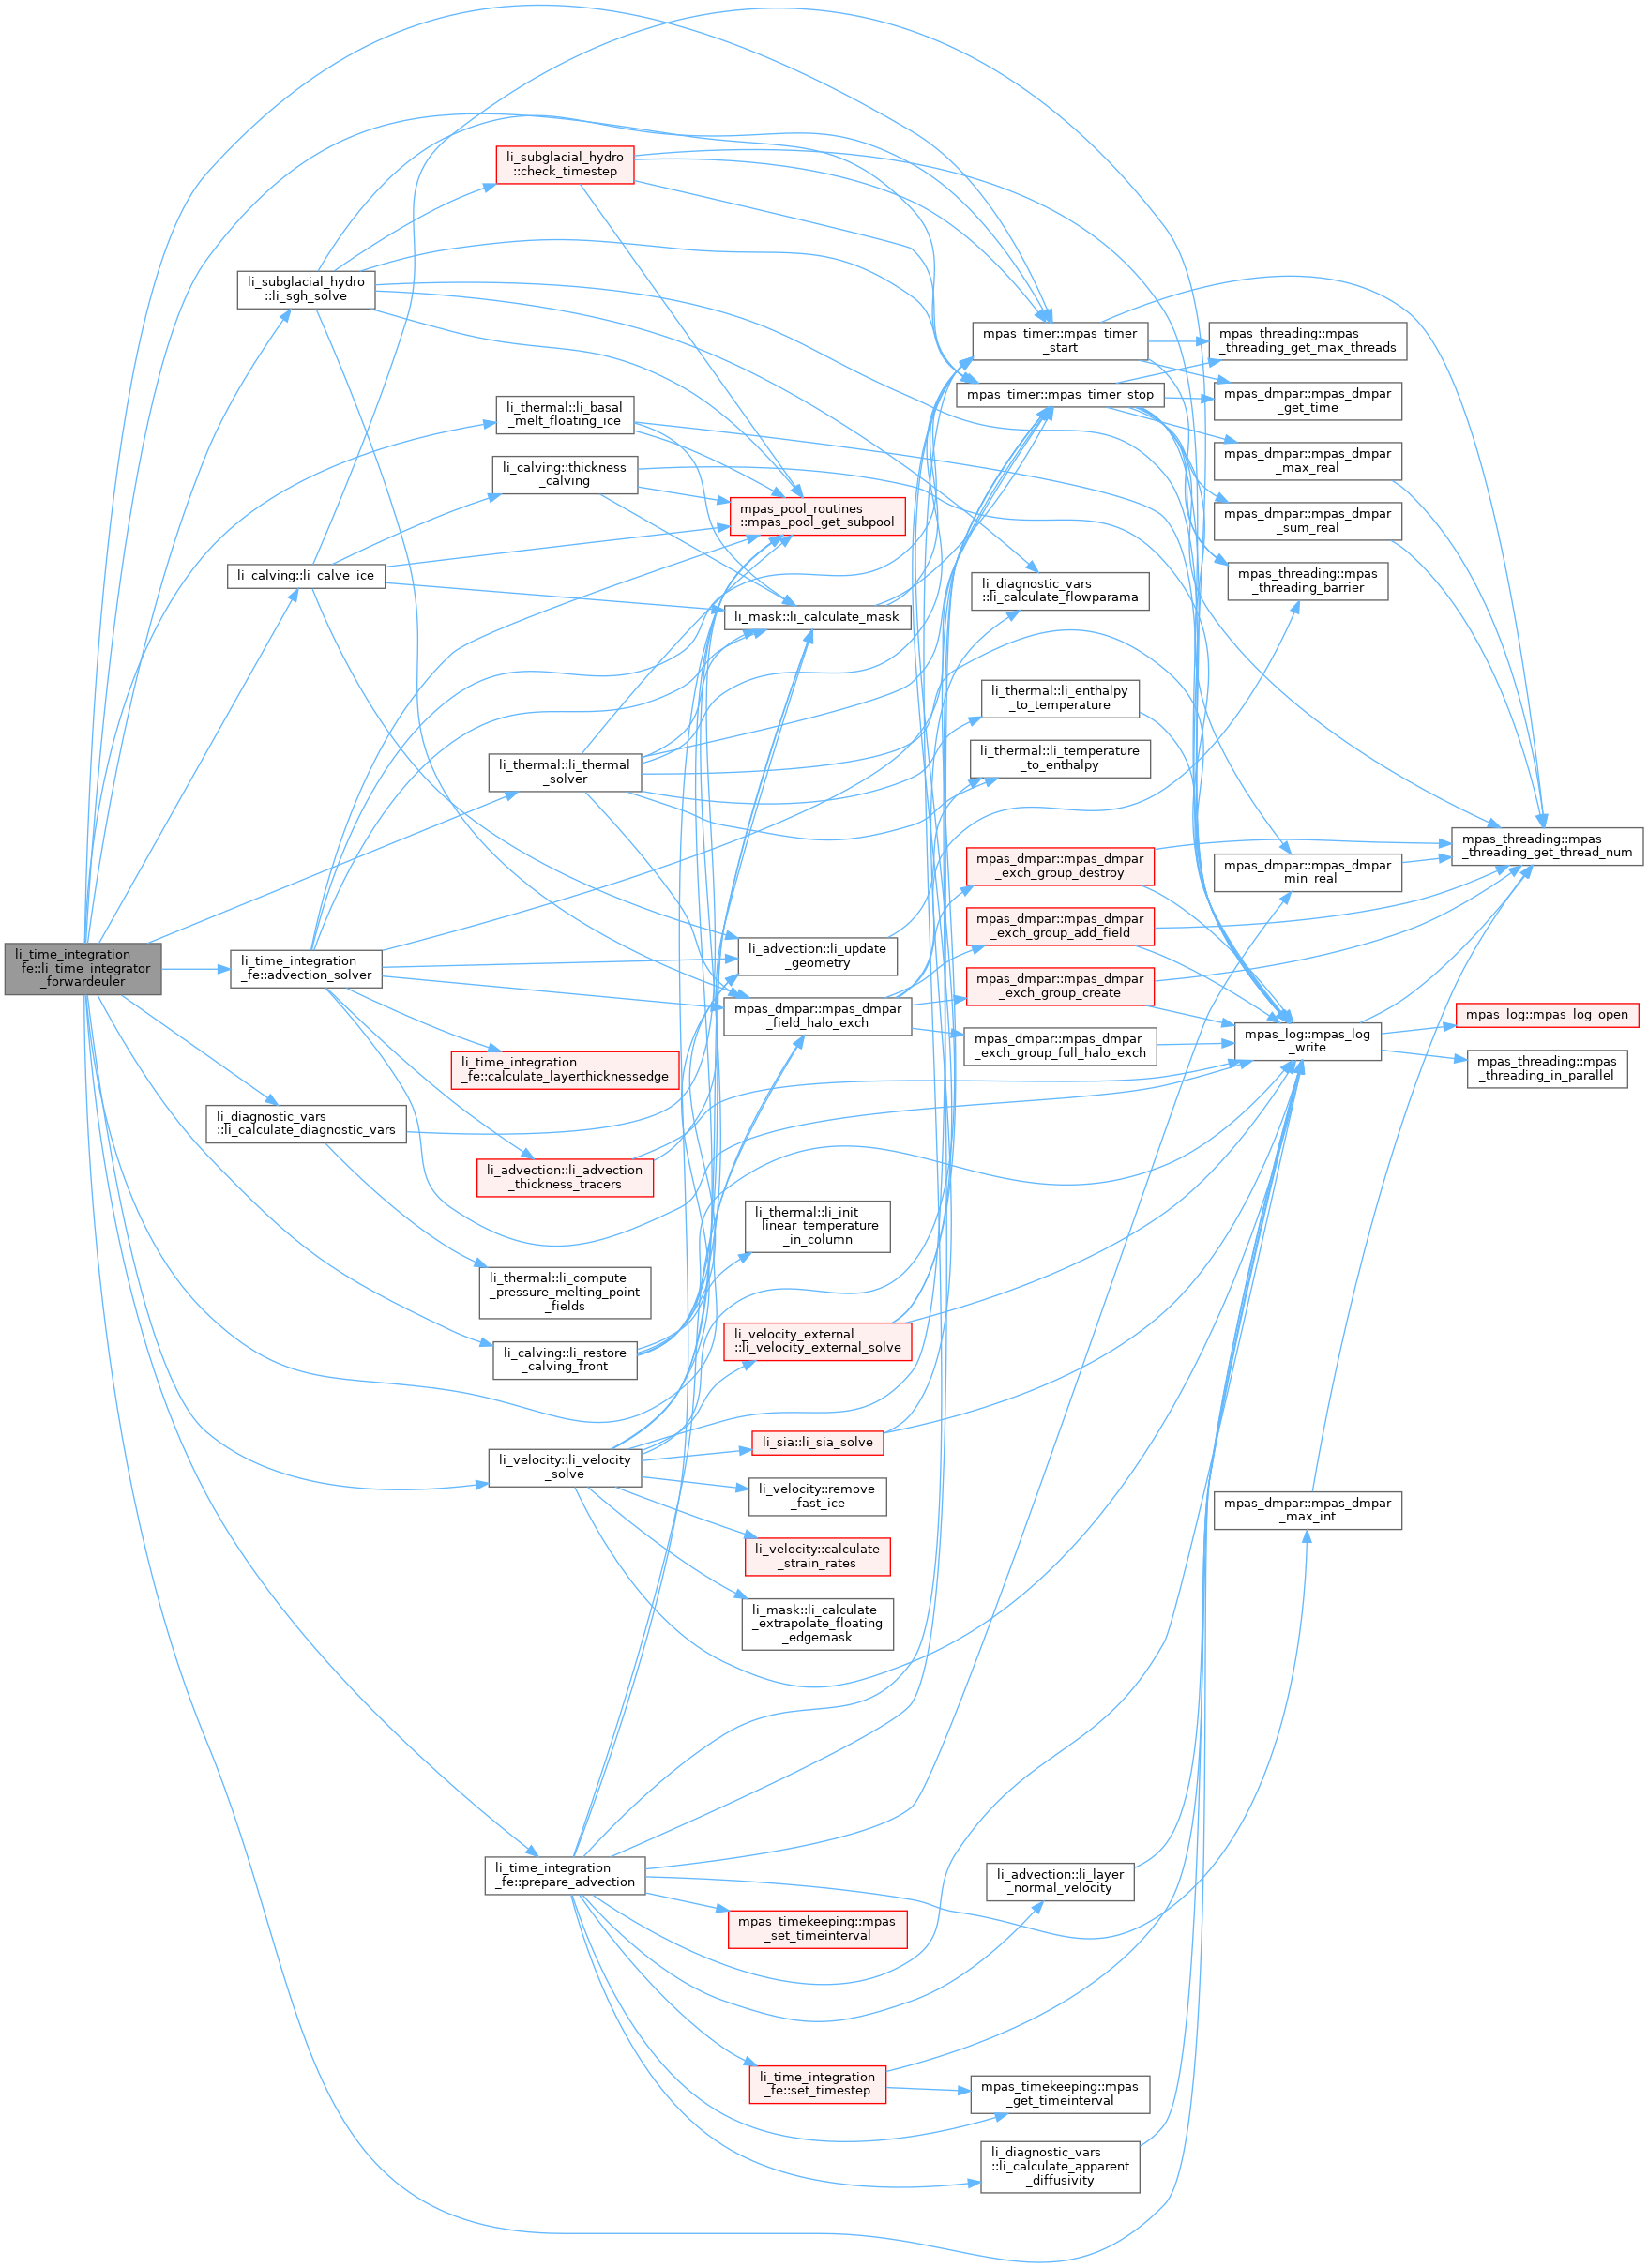 li_time_integration
_fe::li_time_integrator
_forwardeuler
li_subglacial_hydro
::li_sgh_solve
li_calving::li_calve_ice
li_time_integration
_fe::advection_solver
li_diagnostic_vars
::li_calculate_diagnostic_vars
li_subglacial_hydro
::check_timestep
li_thermal::li_basal
_melt_floating_ice
li_calving::thickness
_calving
li_thermal::li_thermal
_solver
li_time_integration
_fe::calculate_layerthicknessedge
li_advection::li_advection
_thickness_tracers
li_thermal::li_compute
_pressure_melting_point
_fields
li_calving::li_restore
_calving_front
li_velocity::li_velocity
_solve
li_time_integration
_fe::prepare_advection
mpas_pool_routines
::mpas_pool_get_subpool
li_mask::li_calculate_mask
li_advection::li_update
_geometry
mpas_dmpar::mpas_dmpar
_field_halo_exch
li_thermal::li_init
_linear_temperature
_in_column
li_velocity_external
::li_velocity_external_solve
li_sia::li_sia_solve
li_velocity::remove
_fast_ice
li_velocity::calculate
_strain_rates
li_mask::li_calculate
_extrapolate_floating
_edgemask
mpas_timekeeping::mpas
_set_timeinterval
li_time_integration
_fe::set_timestep
mpas_timer::mpas_timer
_start
mpas_timer::mpas_timer_stop
li_diagnostic_vars
::li_calculate_flowparama
li_thermal::li_enthalpy
_to_temperature
li_thermal::li_temperature
_to_enthalpy
mpas_dmpar::mpas_dmpar
_exch_group_destroy
mpas_dmpar::mpas_dmpar
_exch_group_add_field
mpas_dmpar::mpas_dmpar
_exch_group_create
mpas_dmpar::mpas_dmpar
_exch_group_full_halo_exch
li_advection::li_layer
_normal_velocity
mpas_timekeeping::mpas
_get_timeinterval
li_diagnostic_vars
::li_calculate_apparent
_diffusivity
mpas_threading::mpas
_threading_get_max_threads
mpas_dmpar::mpas_dmpar
_get_time
mpas_dmpar::mpas_dmpar
_max_real
mpas_dmpar::mpas_dmpar
_sum_real
mpas_threading::mpas
_threading_barrier
mpas_dmpar::mpas_dmpar
_min_real
mpas_log::mpas_log
_write
mpas_dmpar::mpas_dmpar
_max_int
mpas_threading::mpas
_threading_get_thread_num
mpas_log::mpas_log_open
mpas_threading::mpas
_threading_in_parallel